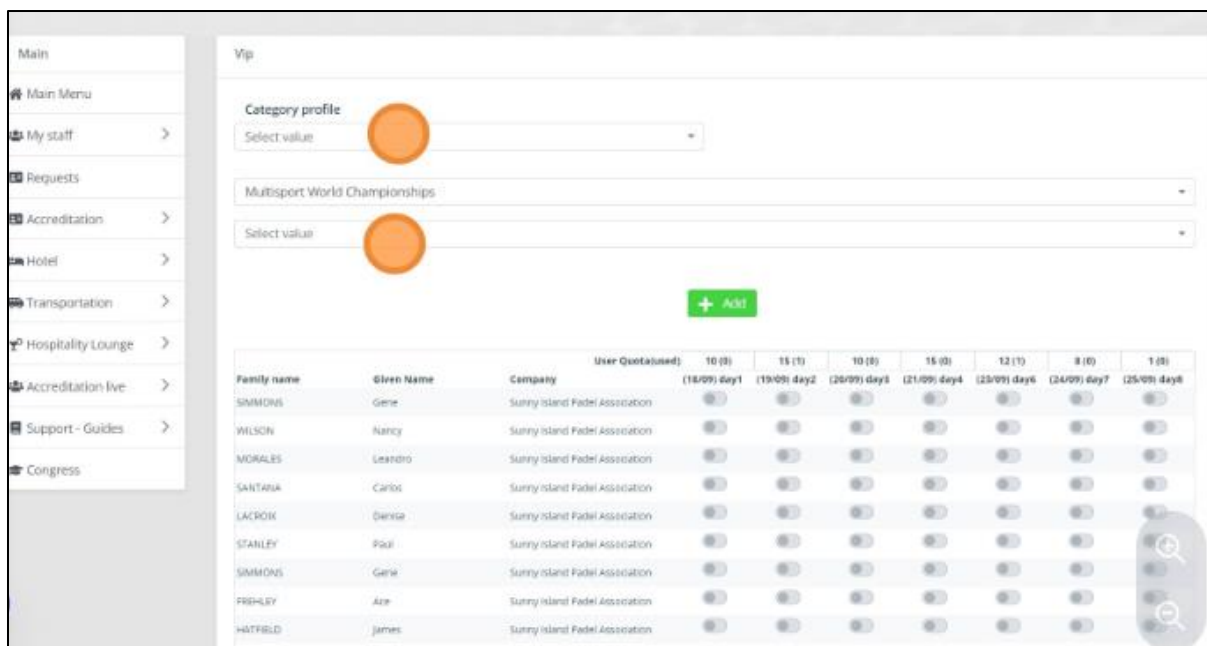 Main
Main Menu
My staff
Requests
Accreditation
Hotel
Transportation
Hospitality Lounge
Accreditation live
Support - Guides
Congress
Vip
Category profile
Select value
Multisport World Championships
Select value
+ Add
User Quota(used) 10 (0) 15 (1) 10 (0) 15 (0) 12 (1) 8 (0) 1 (0)
Family name Given Name Company (18/09) day1 (19/09) day2 (20/09) day3 (21/09) day4 (23/09) day6 (24/09) day7 (25/09) day8
SIMMONS Gene Sunny Island Padel Association
WILSON Nancy Sunny Island Padel Association
MORALES Leandro Sunny Island Padel Association
SANTANA Carlos Sunny Island Padel Association
LACROIX Denise Sunny Island Padel Association
STANLEY Paul Sunny Island Padel Association
SIMMONS Gene Sunny Island Padel Association
FREHLEY Ace Sunny Island Padel Association
HATFIELD James Sunny Island Padel Association